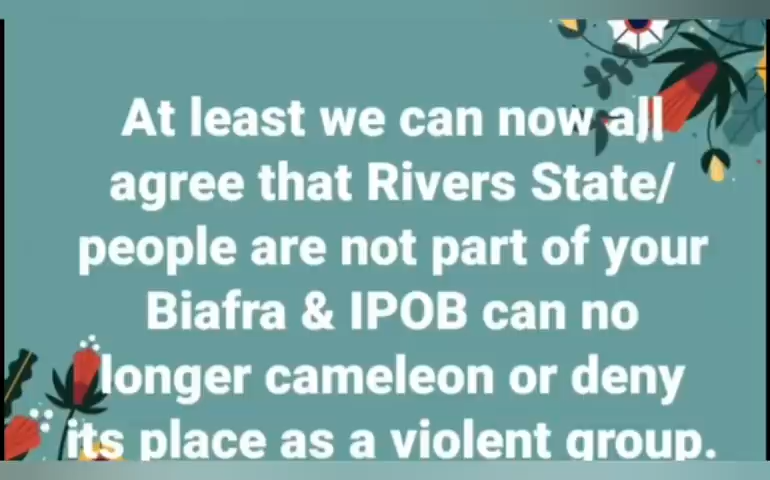 At least we can now all
agree that Rivers State/
people are not part of your
Biafra & IPOB can no
longer cameleon or deny
its place as a violent group.